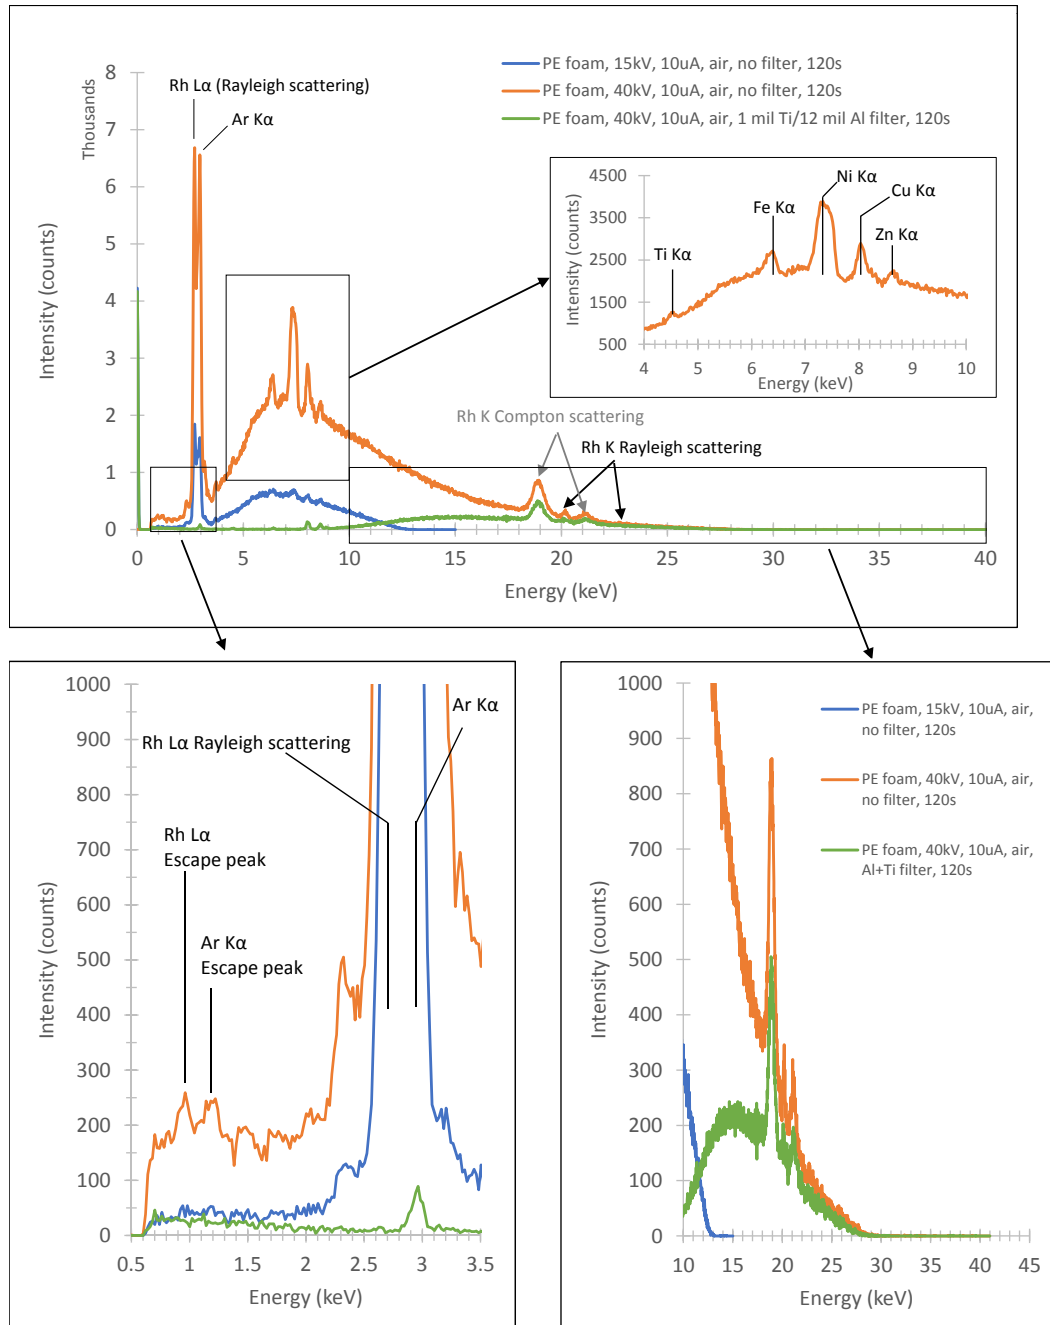 PE foam, 15kV, 10uA, air, no filter, 120s
PE foam, 40kV, 10uA, air, no filter, 120s
PE foam, 40kV, 10uA, air, 1 mil Ti/12 mil Al filter, 120s
Rh Lα (Rayleigh scattering)
Ar Kα
Thousands
Intensity (counts)
8
7
6
5
4
3
2
1
0
0 5 10 15 20 25 30 35 40
Energy (keV)
Rh K Compton scattering
Rh K Rayleigh scattering
Intensity (counts)
4500
3500
2500
1500
500
Ti Kα
Fe Kα
Ni Kα
Cu Kα
Zn Kα
4 5 6 7 8 9 10
Energy (keV)
Intensity (counts)
1000
900
800
700
600
500
400
300
200
100
0
Rh Lα Rayleigh scattering
Ar Kα
Rh Lα
Escape peak
Ar Kα
Escape peak
0.5 1 1.5 2 2.5 3 3.5
Energy (keV)
Intensity (counts)
1000
900
800
700
600
500
400
300
200
100
0
PE foam, 15kV, 10uA, air,
no filter, 120s
PE foam, 40kV, 10uA, air,
no filter, 120s
PE foam, 40kV, 10uA, air,
Al+Ti filter, 120s
10 15 20 25 30 35 40 45
Energy (keV)